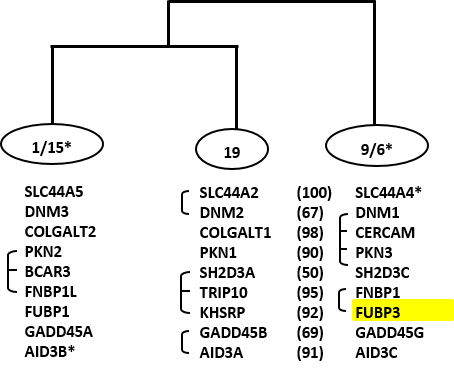 1/15* 19 9/6*
SLC44A5 SLC44A2 (100) SLC44A4*
DNM3 DNM2 (67) DNM1
COLGALT2 COLGALT1 (98) CERCAM
PKN2 PKN1 (90) PKN3
BCAR3 SH2D3A (50) SH2D3C
FNBP1L TRIP10 (95) FNBP1
FUBP1 KHSRP (92) FUBP3
GADD45A GADD45B (69) GADD45G
AID3B* AID3A (91) AID3C